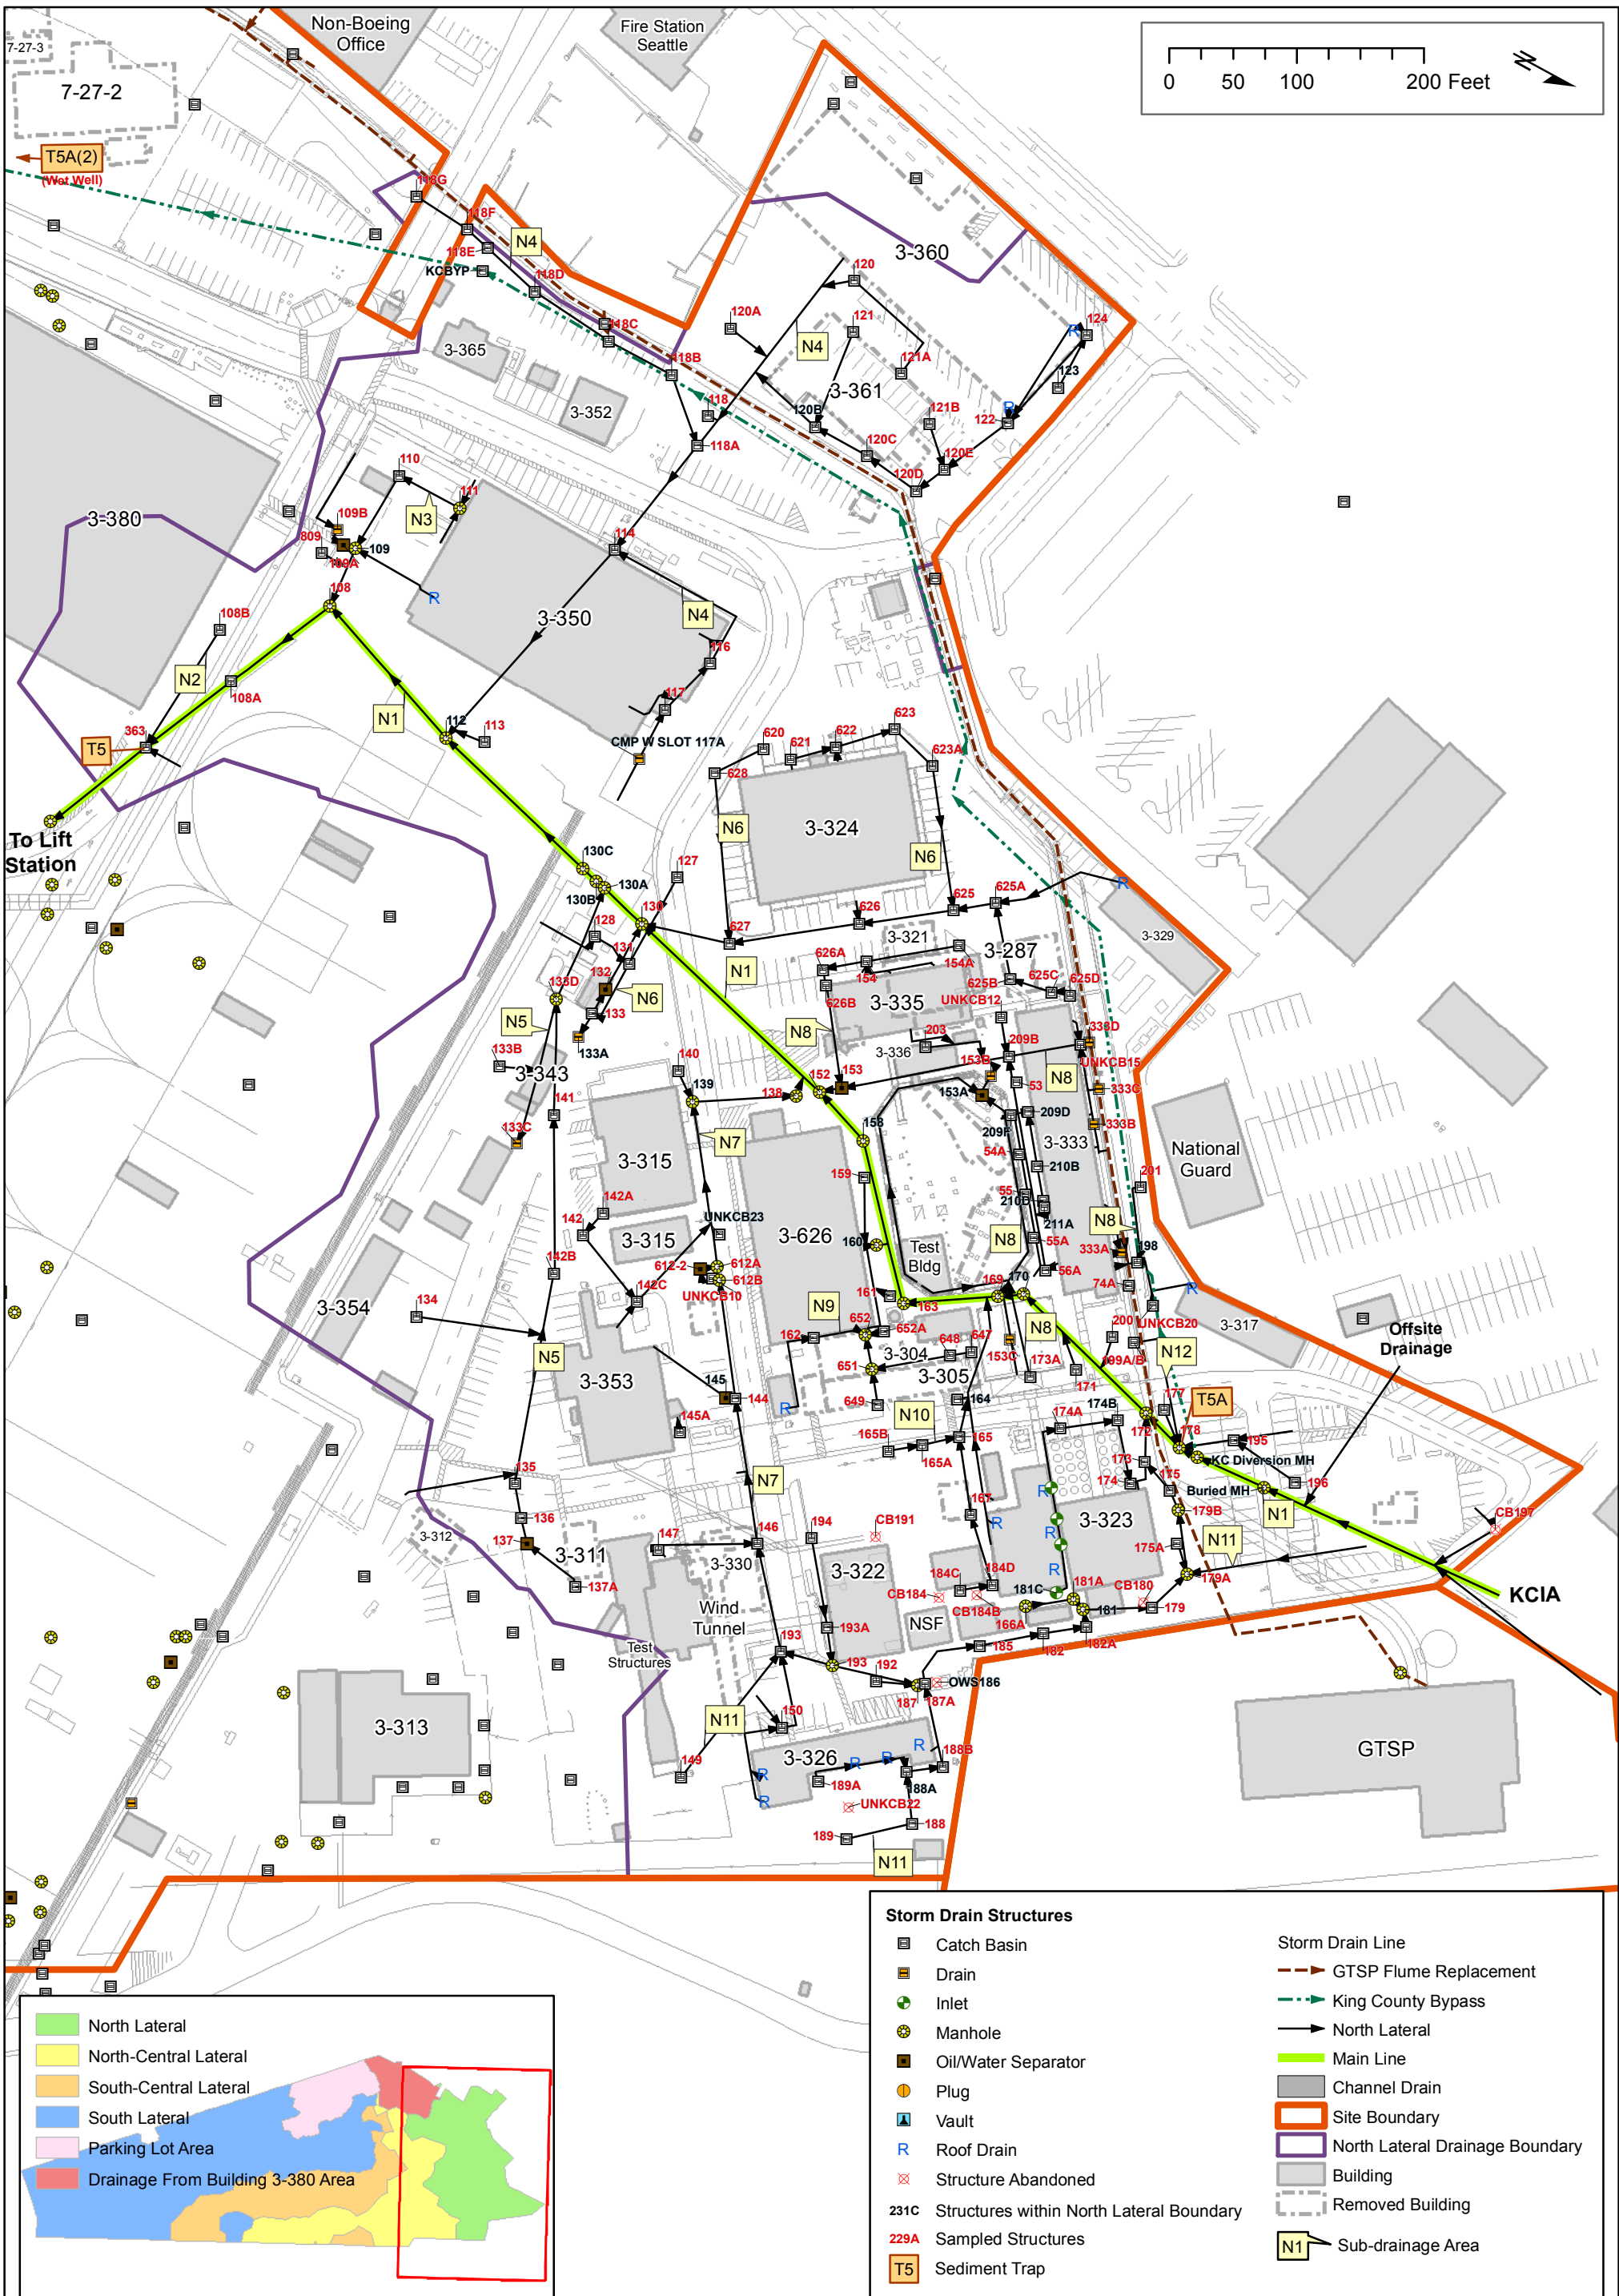 Non-Boeing
Office
Fire Station
Seattle
0 50 100 200 Feet
N
7-27-3
7-27-2
T5A(2)
(Wet Well)
118G
118F
118E
N4
KCBYP
118D
118C
118B
3-360
120
120A
121
N4
121A
124
123
3-365
3-352
118
3-361
120B
121B
122
118A
120C
120E
120D
110
111
N3
109B
3-380
809
109
109A
114
108
R
3-350
N4
108B
116
N2
108A
117
N1
112
113
363
T5
CMP W SLOT 117A
620
621
622
623
623A
628
To Lift
Station
N6
3-324
N6
130C
127
130A
130B
130
625
625A
R
128
627
626
3-321
3-329
131
626A
154
154A
3-287
132
N1
625B
625C
625D
133D
N6
626B
3-335
UNKCB12
N5
133
N8
203
209B
333D
133A
3-336
UNKCB15
133B
140
153B
N8
3-343
139
138
152
153
53
333C
141
153A
209D
133C
158
209F
3-333
333B
N7
54A
National
Guard
3-315
159
210B
201
142A
55
210D
142
UNKCB23
3-626
211A
N8
3-315
160
Test
Bldg
N8
55A
333A
198
142B
612-2
612A
56A
74A
R
612B
3-354
142C
UNKCB10
161
163
169
170
134
N9
652
652A
N8
200
UNKCB20
3-317
Offsite
Drainage
162
648
647
199A/B
N12
N5
651
3-304
153C
173A
171
3-353
3-305
145
144
R
649
164
177
T5A
145A
N10
174A
174B
172
178
165B
165
195
165A
KC Diversion MH
135
173
N7
174
175
Buried MH
196
R
136
167
R
179B
N1
CB197
3-312
194
CB191
R
3-323
137
146
175A
N11
3-311
147
3-330
3-322
R
137A
184C
184D
181A
179A
181C
CB180
KCIA
CB184
CB184B
181
179
Wind
Tunnel
193A
NSF
166A
182A
Test
Structures
193
193
185
182
192
OWS186
187
187A
N11
150
3-313
GTSP
R
188B
149
3-326
R
R
R
189A
188A
R
UNKCB22
188
189
N11
Storm Drain Structures
Catch Basin
Drain
Inlet
Manhole
Oil/Water Separator
Plug
Vault
R Roof Drain
Structure Abandoned
231C Structures within North Lateral Boundary
229A Sampled Structures
T5 Sediment Trap
Storm Drain Line
GTSP Flume Replacement
King County Bypass
North Lateral
Main Line
Channel Drain
Site Boundary
North Lateral Drainage Boundary
Building
Removed Building
N1 Sub-drainage Area
North Lateral
North-Central Lateral
South-Central Lateral
South Lateral
Parking Lot Area
Drainage From Building 3-380 Area